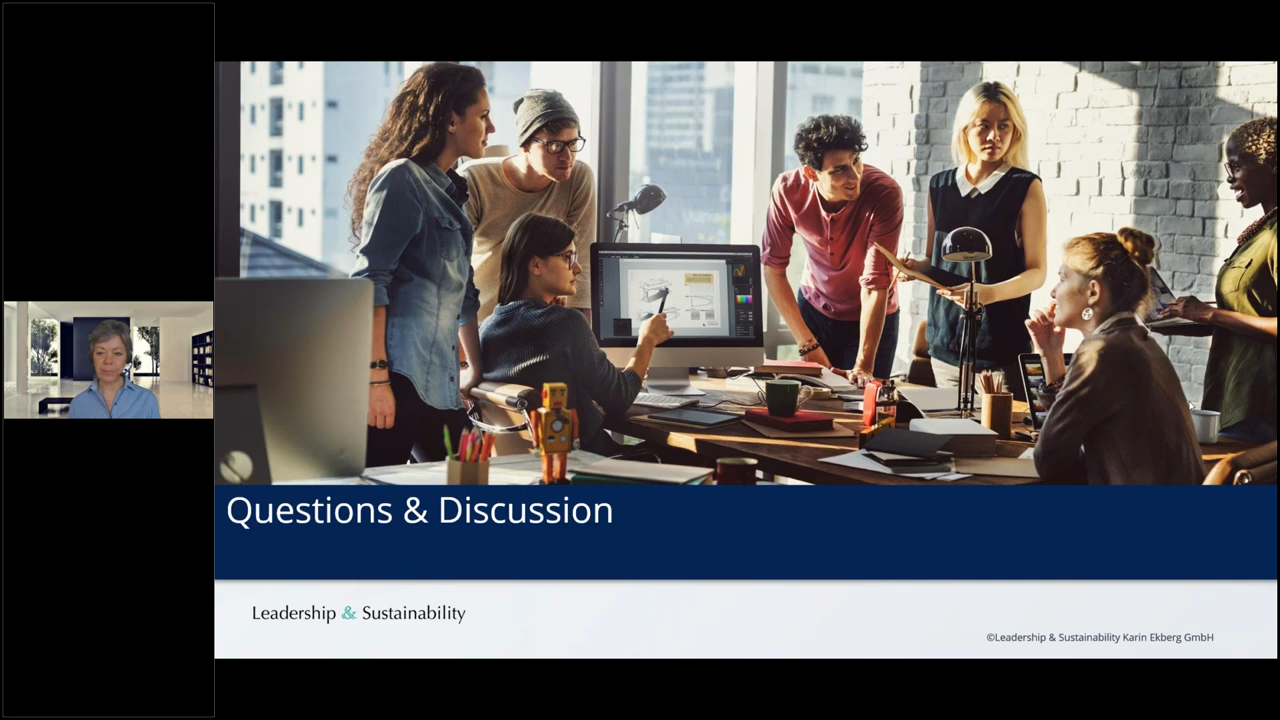 Questions & Discussion
Leadership & Sustainability
©Leadership & Sustainability Karin Ekberg GmbH